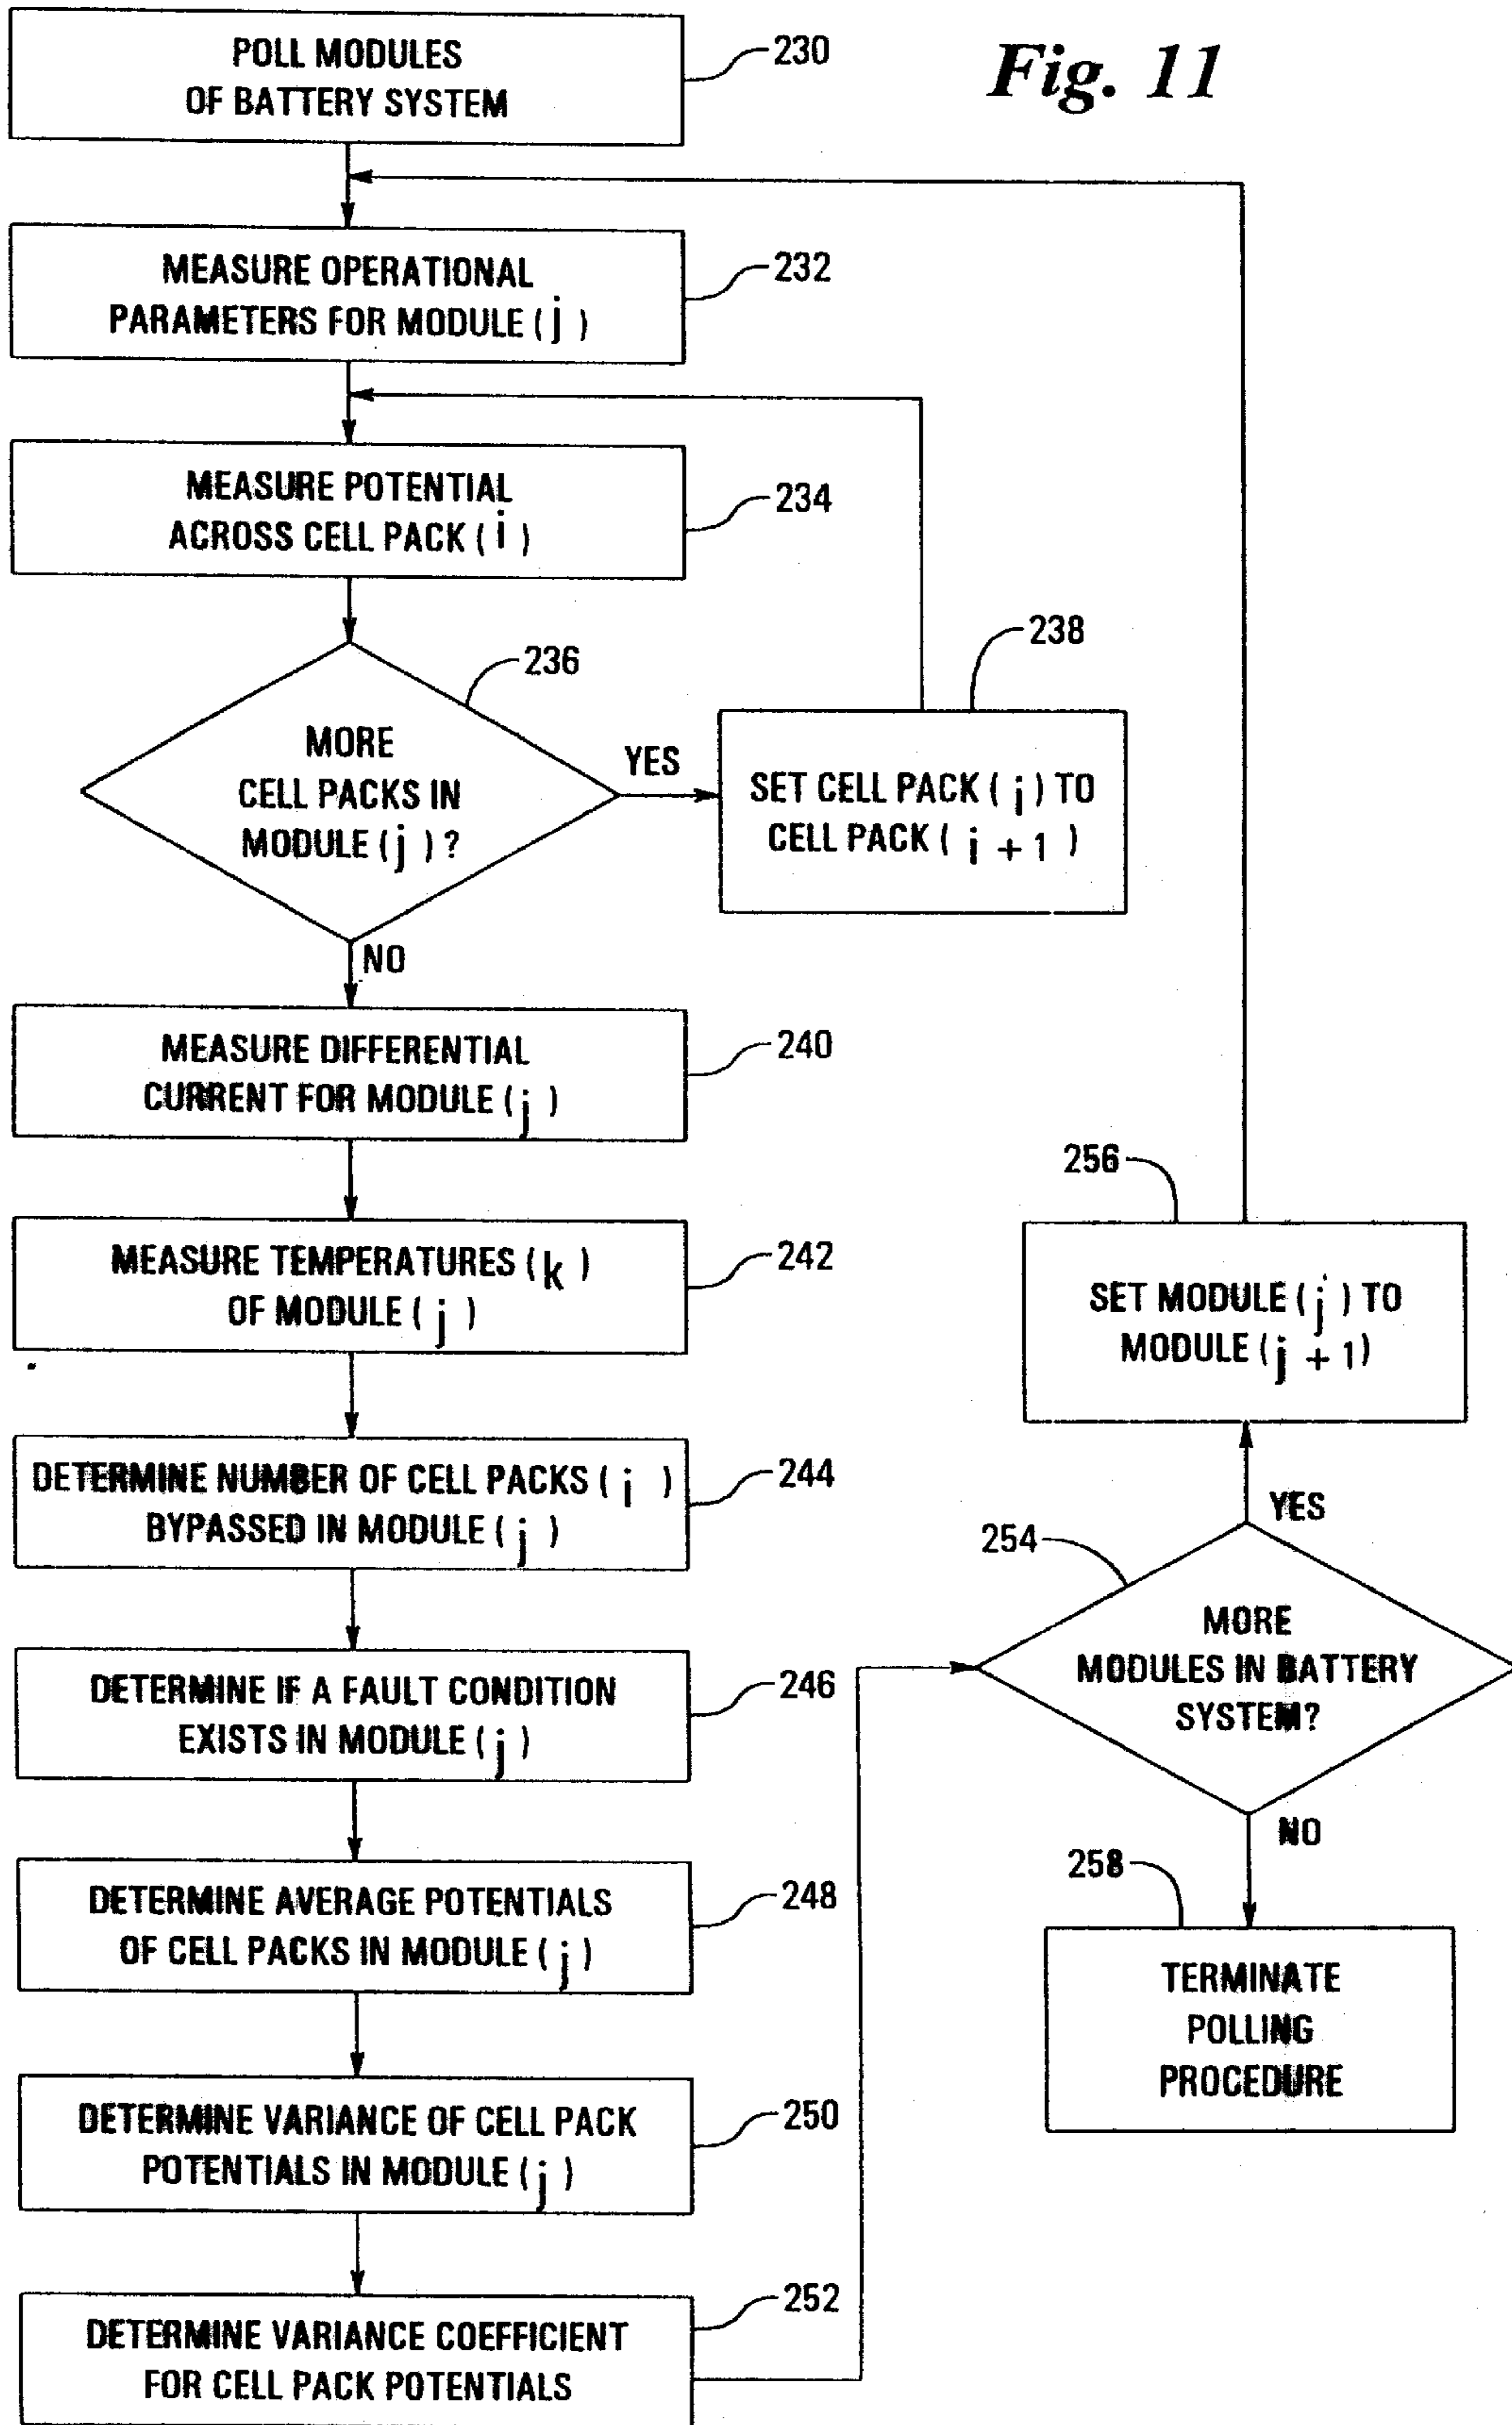 Fig. 11
POLL MODULES
OF BATTERY SYSTEM
230
MEASURE OPERATIONAL
PARAMETERS FOR MODULE (j)
232
MEASURE POTENTIAL
ACROSS CELL PACK (i)
234
MORE
CELL PACKS IN
MODULE (j)?
236
YES
SET CELL PACK (i) TO
CELL PACK (i + 1)
238
NO
MEASURE DIFFERENTIAL
CURRENT FOR MODULE (j)
240
MEASURE TEMPERATURES (k)
OF MODULE (j)
242
DETERMINE NUMBER OF CELL PACKS (i)
BYPASSED IN MODULE (j)
244
DETERMINE IF A FAULT CONDITION
EXISTS IN MODULE (j)
246
DETERMINE AVERAGE POTENTIALS
OF CELL PACKS IN MODULE (j)
248
DETERMINE VARIANCE OF CELL PACK
POTENTIALS IN MODULE (j)
250
DETERMINE VARIANCE COEFFICIENT
FOR CELL PACK POTENTIALS
252
256
SET MODULE (j) TO
MODULE (j + 1)
YES
254
MORE
MODULES IN BATTERY
SYSTEM?
NO
258
TERMINATE
POLLING
PROCEDURE